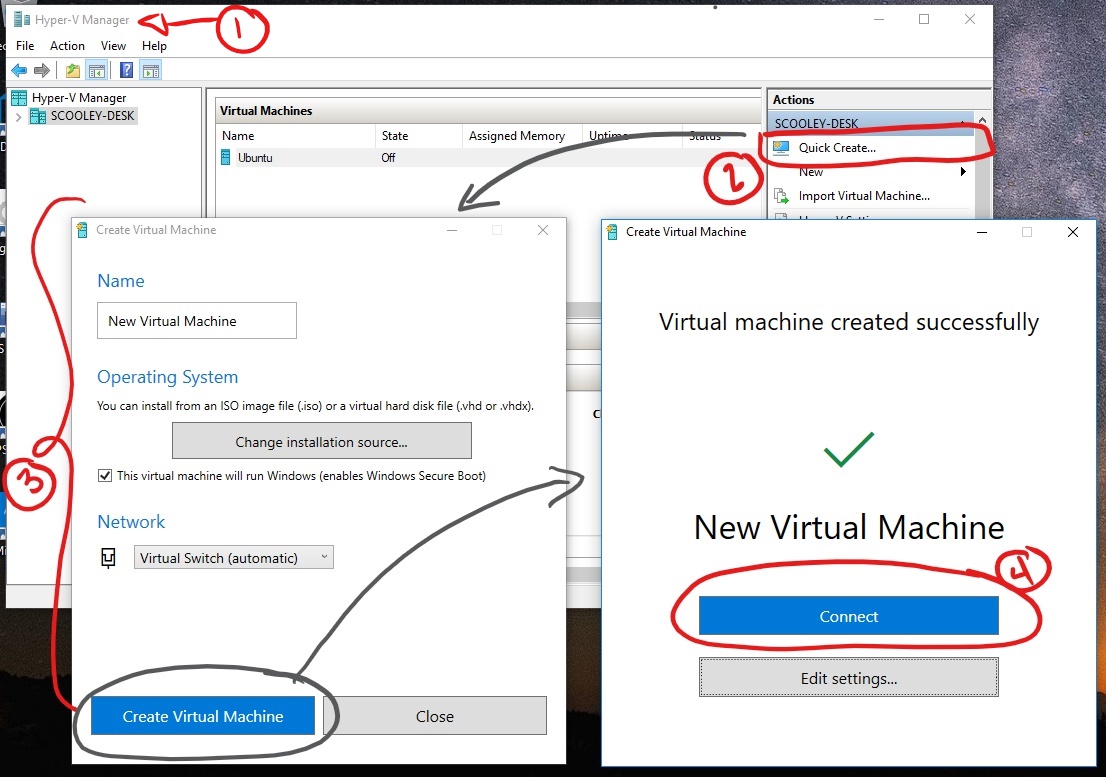 Hyper-V Manager
1
File Action View Help
Hyper-V Manager
SCOOLEY-DESK
Virtual Machines
Name State Assigned Memory Uptime Status
Ubuntu Off
Actions
SCOOLEY-DESK
Quick Create...
2
New
Import Virtual Machine...
Create Virtual Machine
Name
New Virtual Machine
Operating System
You can install from an ISO image file (.iso) or a virtual hard disk file (.vhd or .vhdx).
Change installation source...
This virtual machine will run Windows (enables Windows Secure Boot)
3
Network
Virtual Switch (automatic)
Create Virtual Machine
Close
Create Virtual Machine
Virtual machine created successfully
New Virtual Machine
4
Connect
Edit settings...